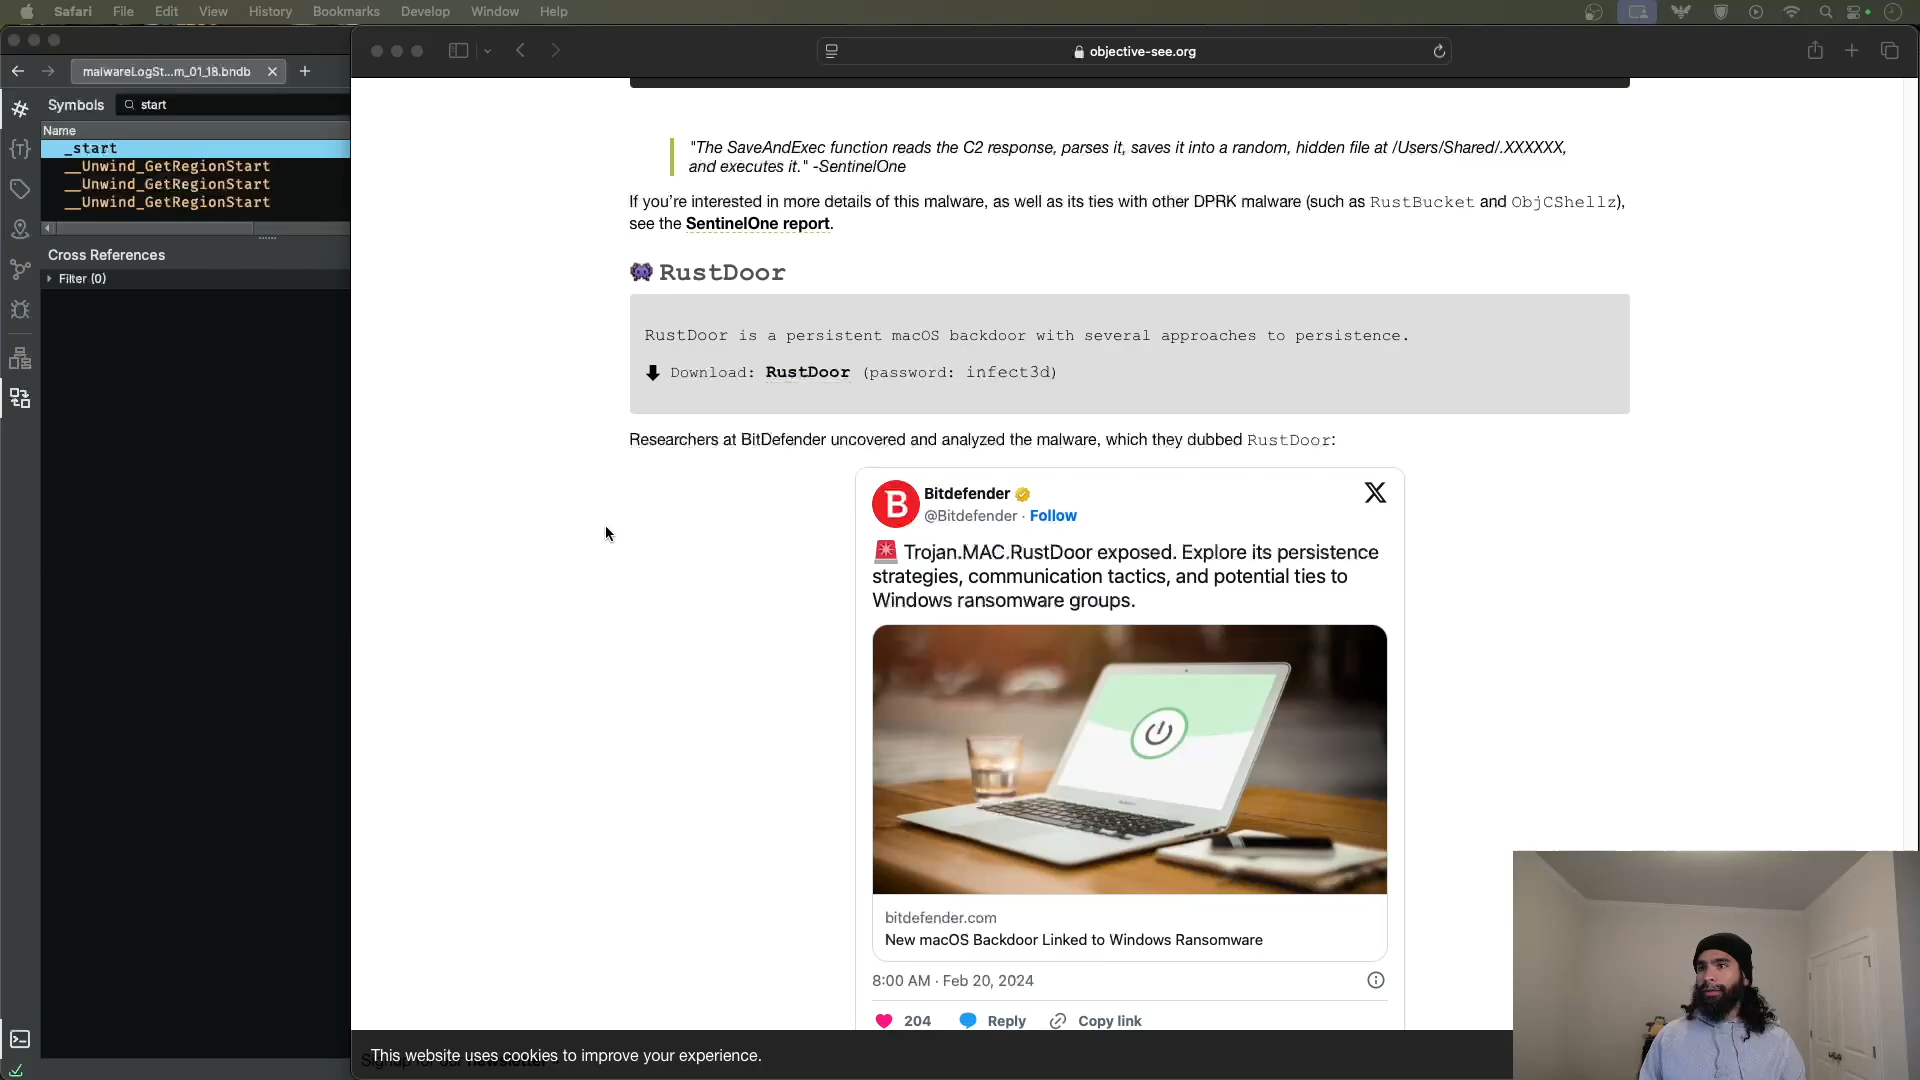 Safari File Edit View History Bookmarks Develop Window Help
malwareLogSt...m_01_18.bndb
objective-see.org
Symbols
start
Name
_start
__Unwind_GetRegionStart
__Unwind_GetRegionStart
__Unwind_GetRegionStart
Cross References
Filter (0)
"The SaveAndExec function reads the C2 response, parses it, saves it into a random, hidden file at /Users/Shared/.XXXXXX,
and executes it." -SentinelOne
If you're interested in more details of this malware, as well as its ties with other DPRK malware (such as RustBucket and ObjCShellz),
see the SentinelOne report.
RustDoor
RustDoor is a persistent macOS backdoor with several approaches to persistence.
Download: RustDoor (password: infect3d)
Researchers at BitDefender uncovered and analyzed the malware, which they dubbed RustDoor:
B
Bitdefender
@Bitdefender · Follow
X
Trojan.MAC.RustDoor exposed. Explore its persistence
strategies, communication tactics, and potential ties to
Windows ransomware groups.
bitdefender.com
New macOS Backdoor Linked to Windows Ransomware
8:00 AM · Feb 20, 2024
204 Reply Copy link
This website uses cookies to improve your experience.
Signup for our newsletter